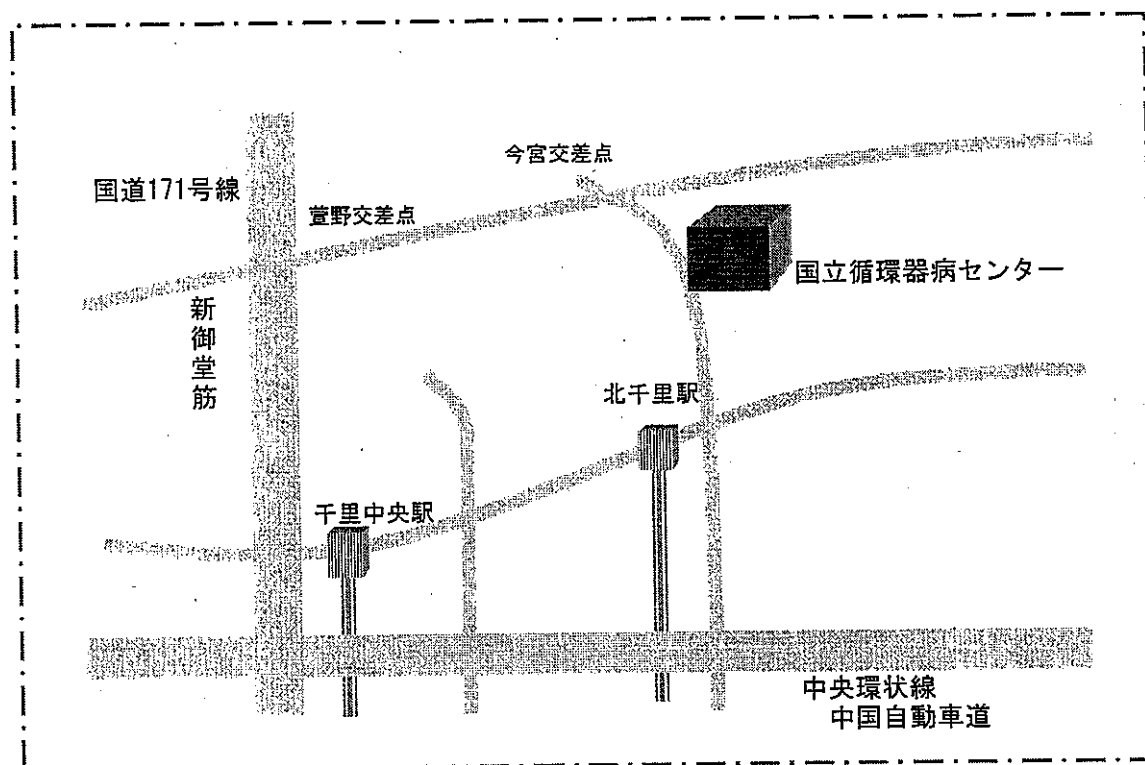 今宮交差点
国道171号線
萱野交差点
国立循環器病センター
新御堂筋
北千里駅
千里中央駅
中央環状線
中国自動車道